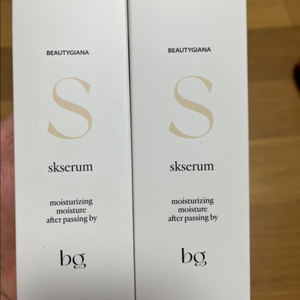 BEAUTYGIANA
S
skserum
moisturizing
moisture
after passing by
bg
BEAUTYGIANA
S
skserum
moisturizing
moisture
after passing by
bg